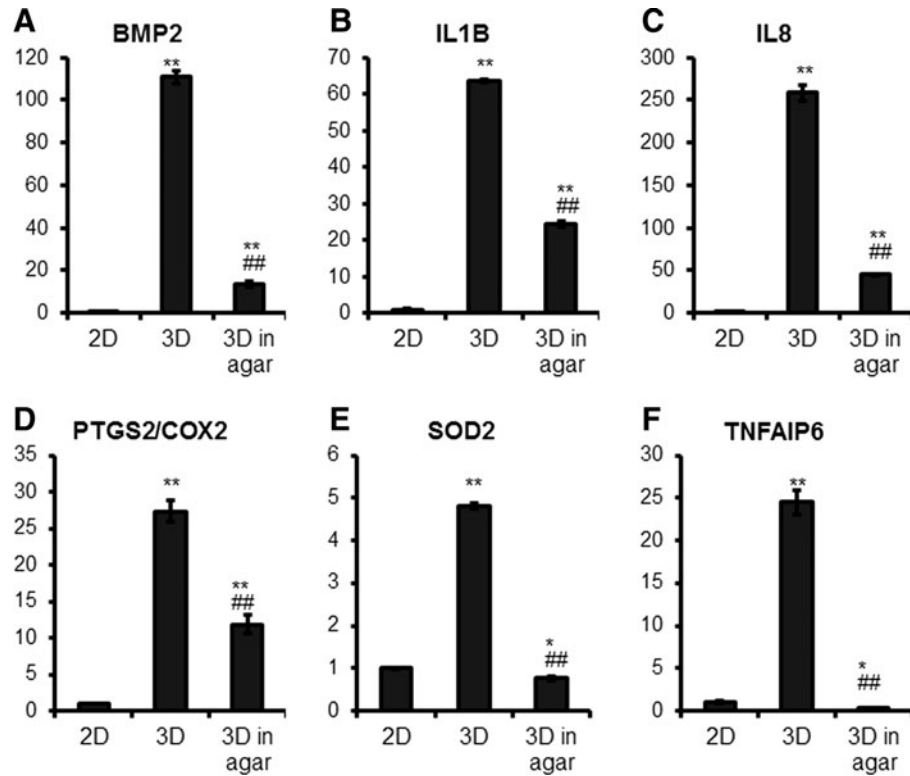 A
BMP2
120
100
80
60
40
20
0
**
**
##
2D
3D
3D in
agar
B
IL1B
70
60
50
40
30
20
10
0
**
**
##
2D
3D
3D in
agar
C
IL8
300
250
200
150
100
50
0
**
**
##
2D
3D
3D in
agar
D
PTGS2/COX2
35
30
25
20
15
10
5
0
**
**
##
2D
3D
3D in
agar
E
SOD2
6
5
4
3
2
1
0
**
*
##
2D
3D
3D in
agar
F
TNFAIP6
30
25
20
15
10
5
0
**
*
##
2D
3D
3D in
agar